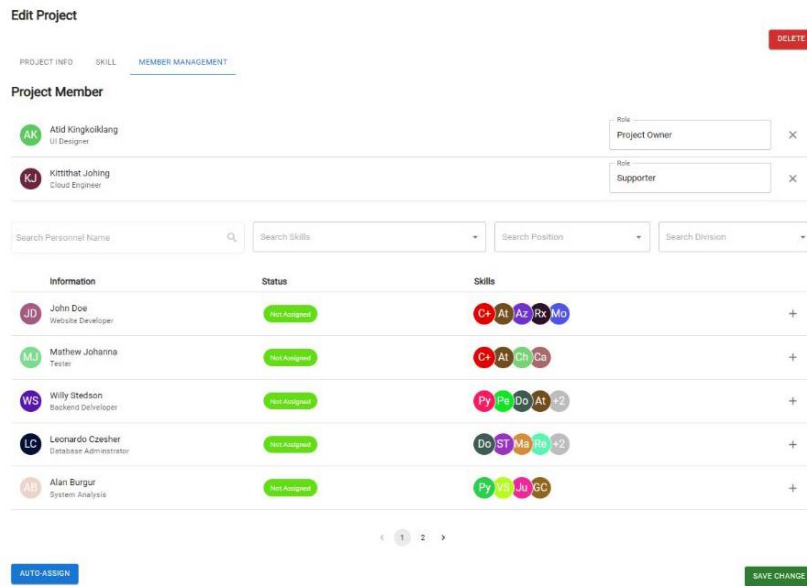 Edit Project
DELETE
PROJECT INFO SKILL MEMBER MANAGEMENT
Project Member
AK Atid Kingkoiklang
UI Designer
Role
Project Owner
KJ Kittithat Johing
Cloud Engineer
Role
Supporter
Search Personnel Name Search Skills Search Position Search Division
Information Status Skills
JD John Doe
Website Developer
Not Assigned
C+ At Az Rx Mo
MJ Mathew Johanna
Tester
Not Assigned
C+ At Ch Ca
WS Willy Stedson
Backend Delveloper
Not Assigned
Py Pe Do At +2
LC Leonardo Czesher
Database Adminstrator
Not Assigned
Do ST Ma Re +2
AB Alan Burgur
System Analysis
Not Assigned
Py VS Ju GC
1 2
AUTO-ASSIGN
SAVE CHANGE